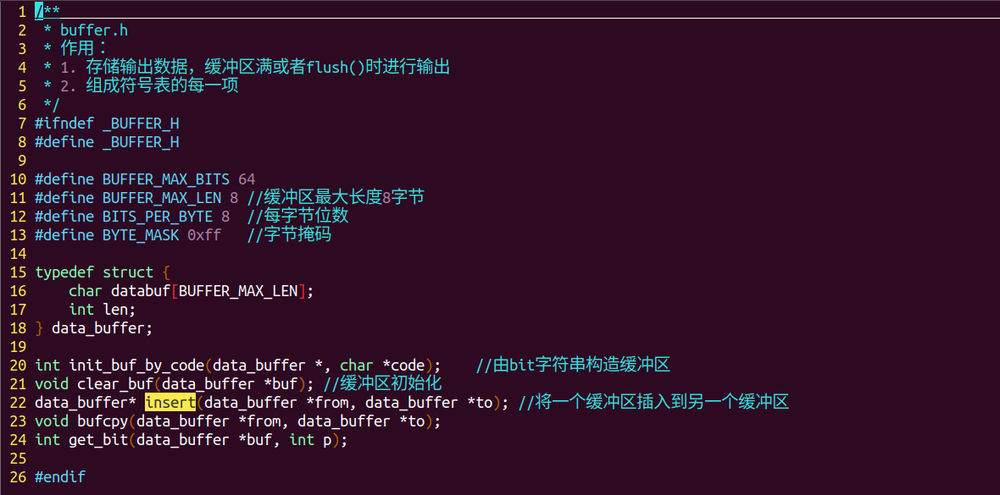 1 /**
2  * buffer.h
3  * 作用：
4  * 1. 存储输出数据，缓冲区满或者flush()时进行输出
5  * 2. 组成符号表的每一项
6  */
7 #ifndef _BUFFER_H
8 #define _BUFFER_H
9
10 #define BUFFER_MAX_BITS 64
11 #define BUFFER_MAX_LEN 8 //缓冲区最大长度8字节
12 #define BITS_PER_BYTE 8  //每字节位数
13 #define BYTE_MASK 0xff   //字节掩码
14
15 typedef struct {
16     char databuf[BUFFER_MAX_LEN];
17     int len;
18 } data_buffer;
19
20 int init_buf_by_code(data_buffer *, char *code);    //由bit字符串构造缓冲区
21 void clear_buf(data_buffer *buf); //缓冲区初始化
22 data_buffer* insert(data_buffer *from, data_buffer *to); //将一个缓冲区插入到另一个缓冲区
23 void bufcpy(data_buffer *from, data_buffer *to);
24 int get_bit(data_buffer *buf, int p);
25
26 #endif